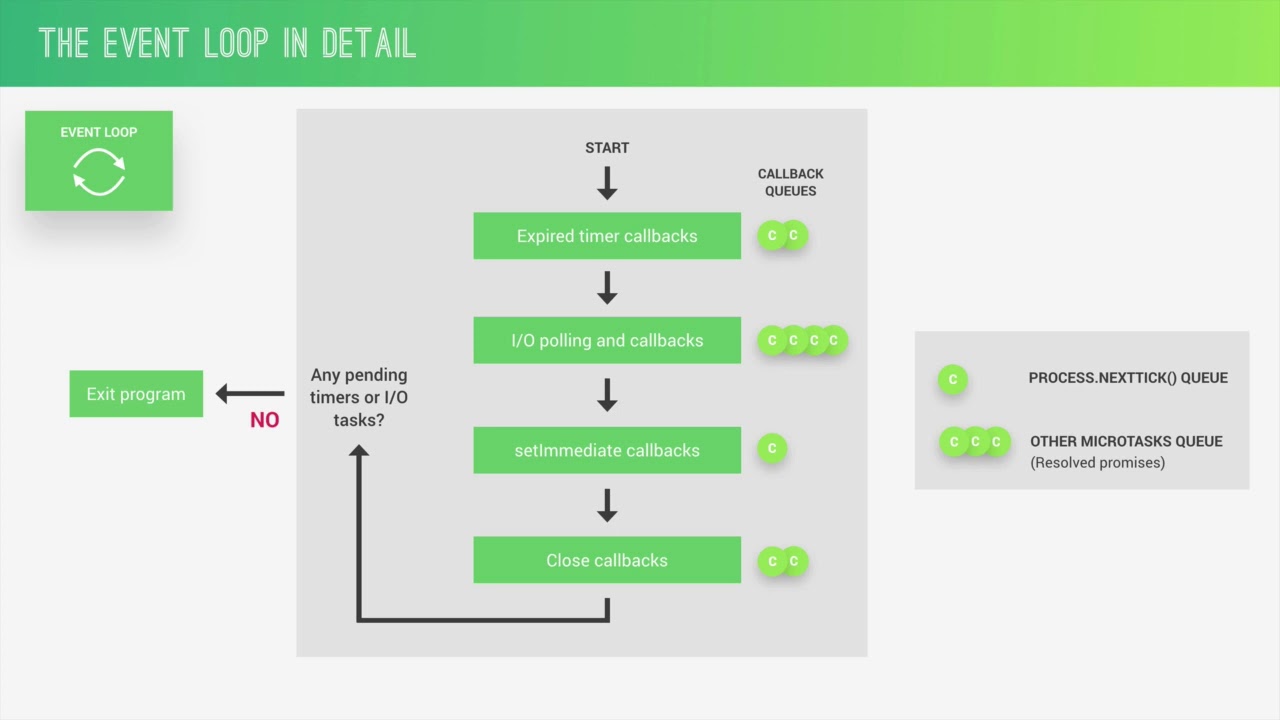 THE EVENT LOOP IN DETAIL
EVENT LOOP
START
CALLBACK
QUEUES
Expired timer callbacks
C C
I/O polling and callbacks
C C C C
Any pending
timers or I/O
tasks?
Exit program
NO
setImmediate callbacks
C
Close callbacks
C C
C
PROCESS.NEXTTICK() QUEUE
C C C
OTHER MICROTASKS QUEUE
(Resolved promises)